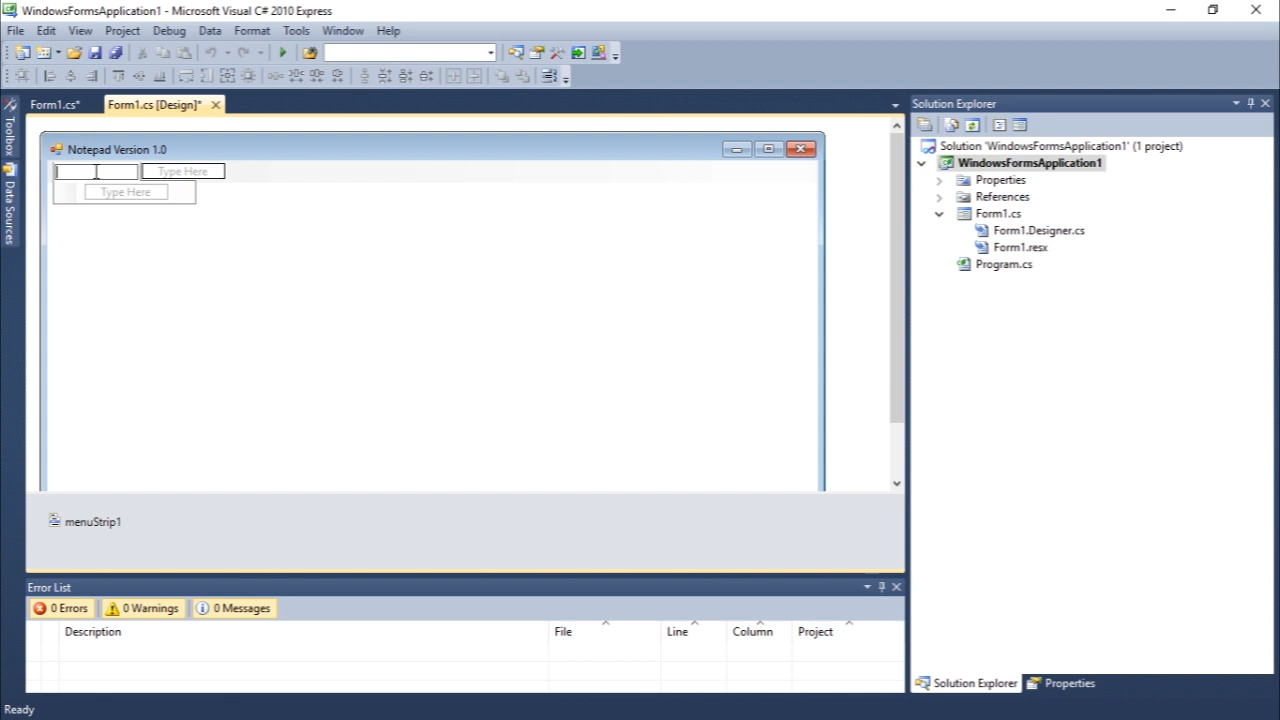 WindowsFormsApplication1 - Microsoft Visual C# 2010 Express
File Edit View Project Debug Data Format Tools Window Help
Toolbox
Data Sources
Form1.cs* Form1.cs [Design]*
Notepad Version 1.0
Type Here
Type Here
menuStrip1
Error List
0 Errors 0 Warnings 0 Messages
Description File Line Column Project
Solution Explorer
Solution 'WindowsFormsApplication1' (1 project)
WindowsFormsApplication1
Properties
References
Form1.cs
Form1.Designer.cs
Form1.resx
Program.cs
Solution Explorer Properties
Ready